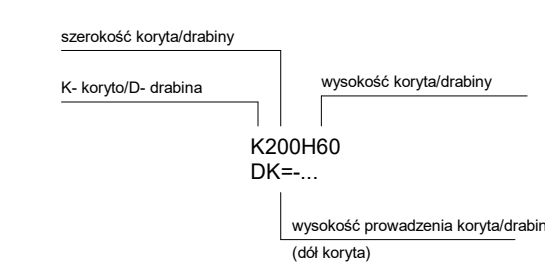 szerokość koryta/drabiny
K- koryto/D- drabina
wysokość koryta/drabiny
K200H60
DK=-...
wysokość prowadzenia koryta/drabin
(dół koryta)